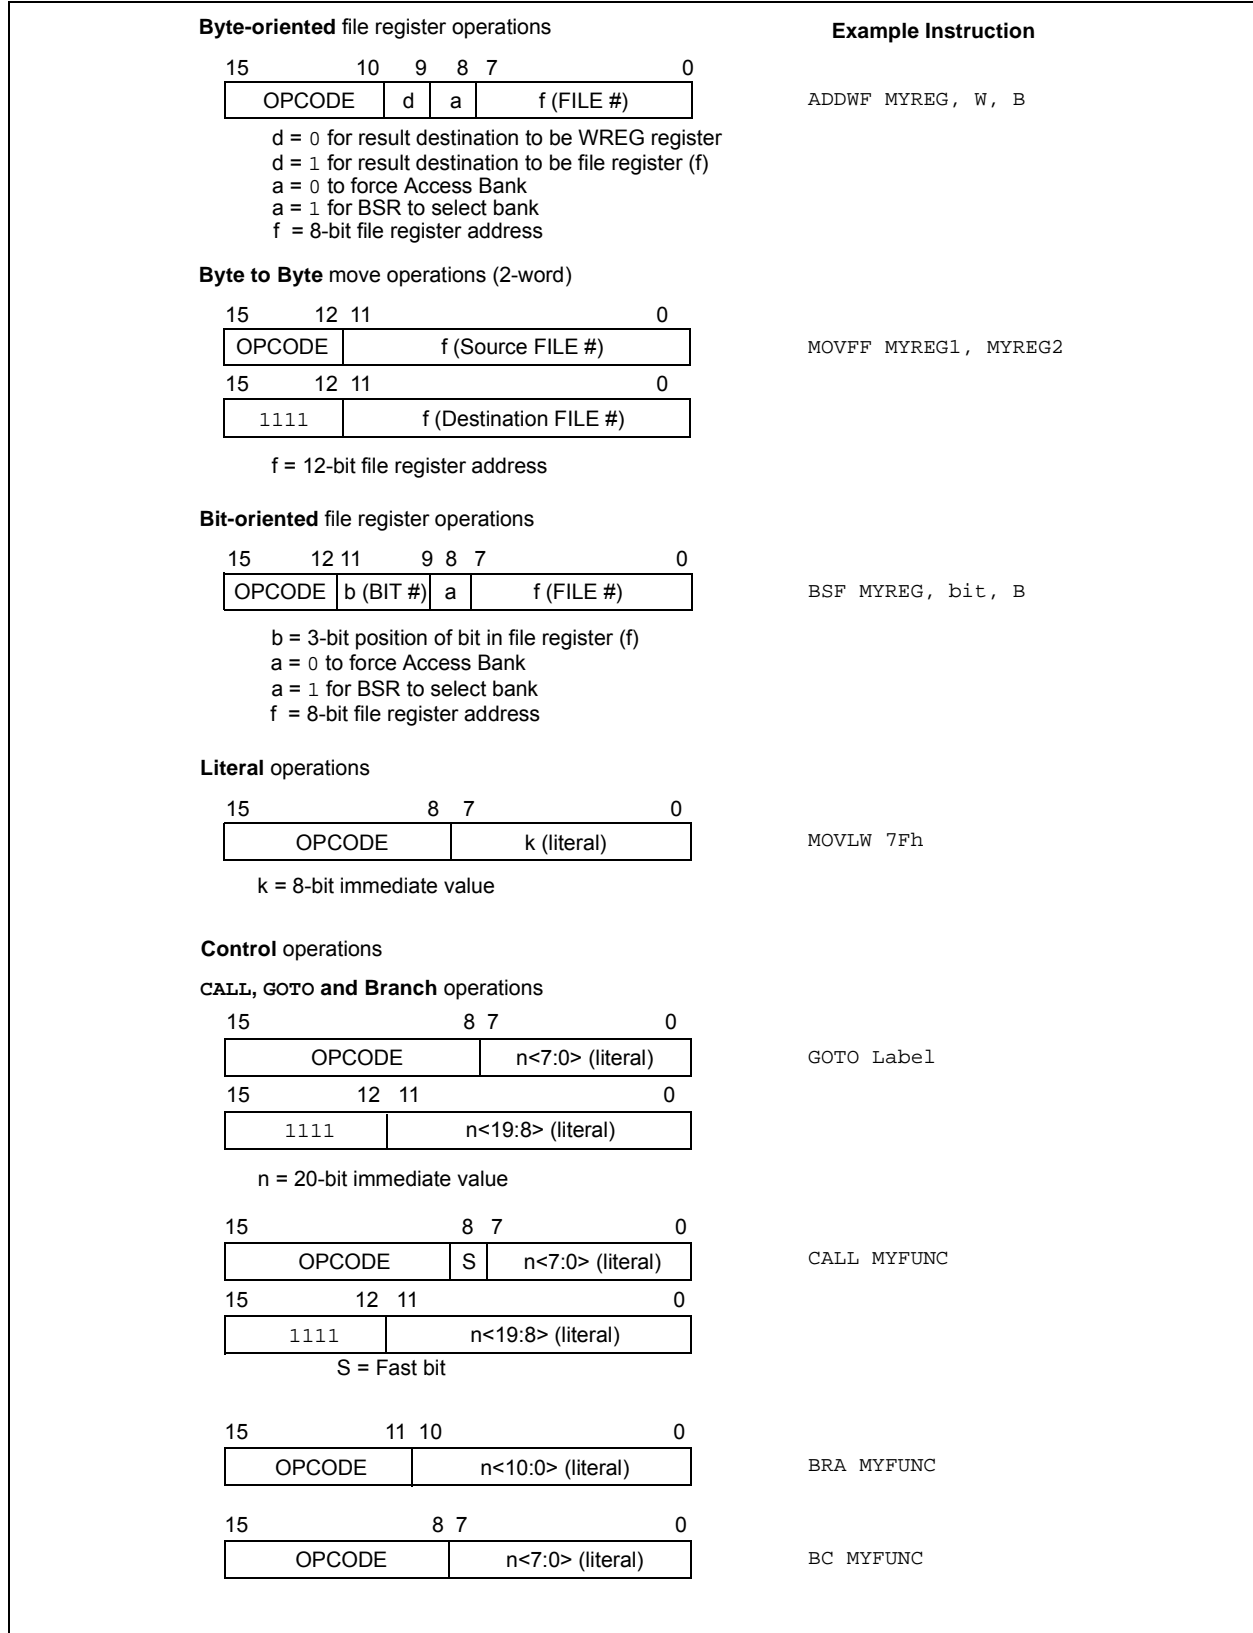 Byte-oriented file register operations
Example Instruction
15 10 9 8 7 0
OPCODE d a f (FILE #)
ADDWF MYREG, W, B
d = 0 for result destination to be WREG register
d = 1 for result destination to be file register (f)
a = 0 to force Access Bank
a = 1 for BSR to select bank
f = 8-bit file register address
Byte to Byte move operations (2-word)
15 12 11 0
OPCODE f (Source FILE #)
MOVFF MYREG1, MYREG2
15 12 11 0
1111 f (Destination FILE #)
f = 12-bit file register address
Bit-oriented file register operations
15 12 11 9 8 7 0
OPCODE b (BIT #) a f (FILE #)
BSF MYREG, bit, B
b = 3-bit position of bit in file register (f)
a = 0 to force Access Bank
a = 1 for BSR to select bank
f = 8-bit file register address
Literal operations
15 8 7 0
OPCODE k (literal)
MOVLW 7Fh
k = 8-bit immediate value
Control operations
CALL, GOTO and Branch operations
15 8 7 0
OPCODE n<7:0> (literal)
GOTO Label
15 12 11 0
1111 n<19:8> (literal)
n = 20-bit immediate value
15 8 7 0
OPCODE S n<7:0> (literal)
CALL MYFUNC
15 12 11 0
1111 n<19:8> (literal)
S = Fast bit
15 11 10 0
OPCODE n<10:0> (literal)
BRA MYFUNC
15 8 7 0
OPCODE n<7:0> (literal)
BC MYFUNC